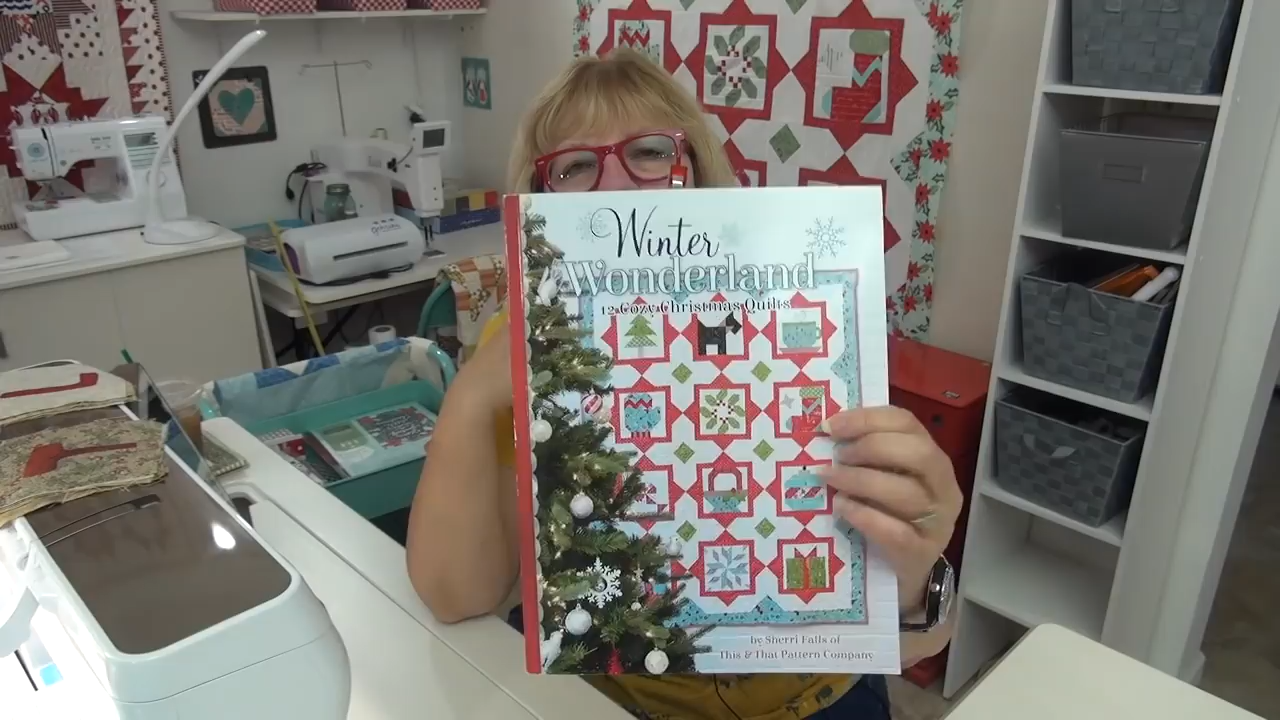 Winter
Wonderland
12 Cozy Christmas Quilts
by Sherri Falls of
This & That Pattern Company